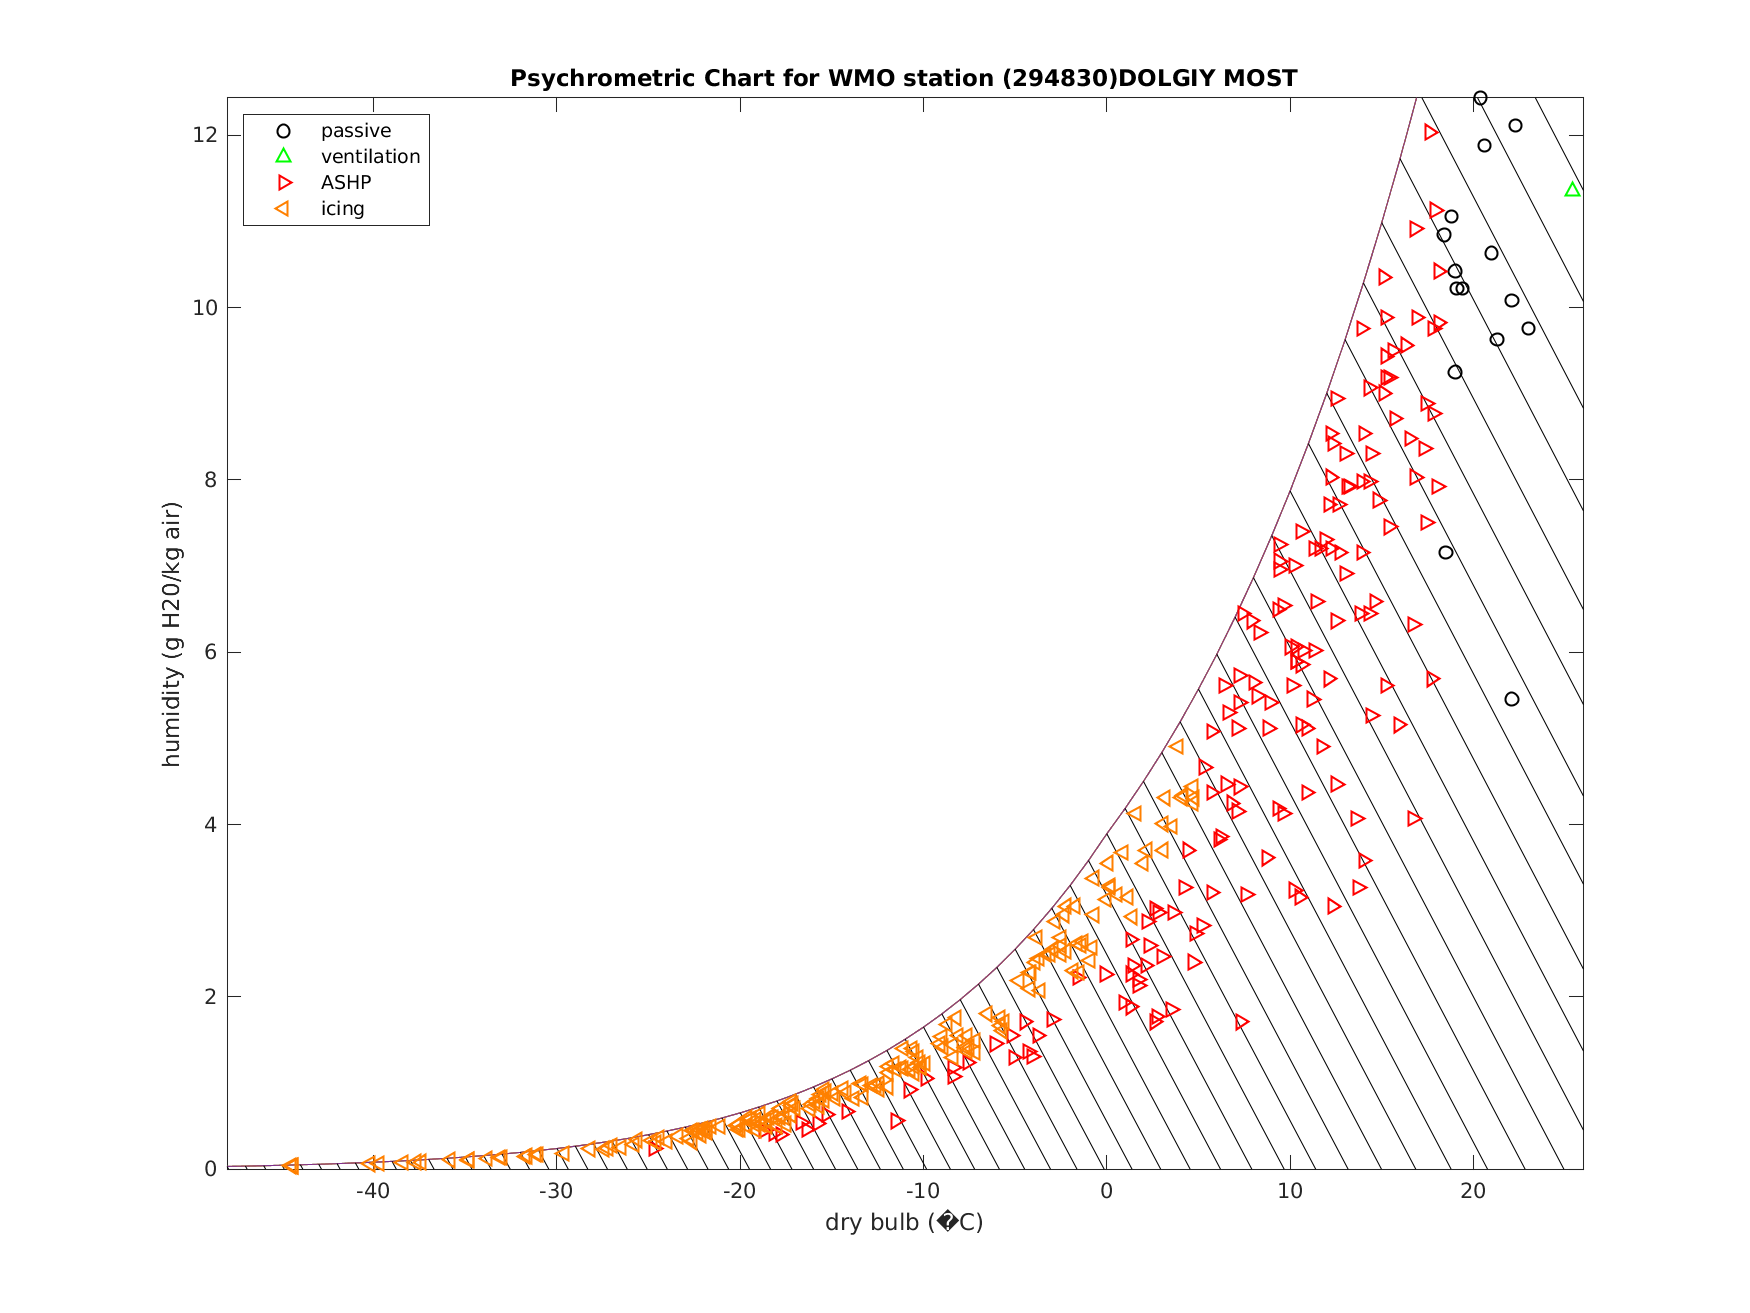 Psychrometric Chart for WMO station (294830)DOLGIY MOST
passive
ventilation
ASHP
icing
humidity (g H20/kg air)
12
10
8
6
4
2
0
-40 -30 -20 -10 0 10 20
dry bulb (�C)